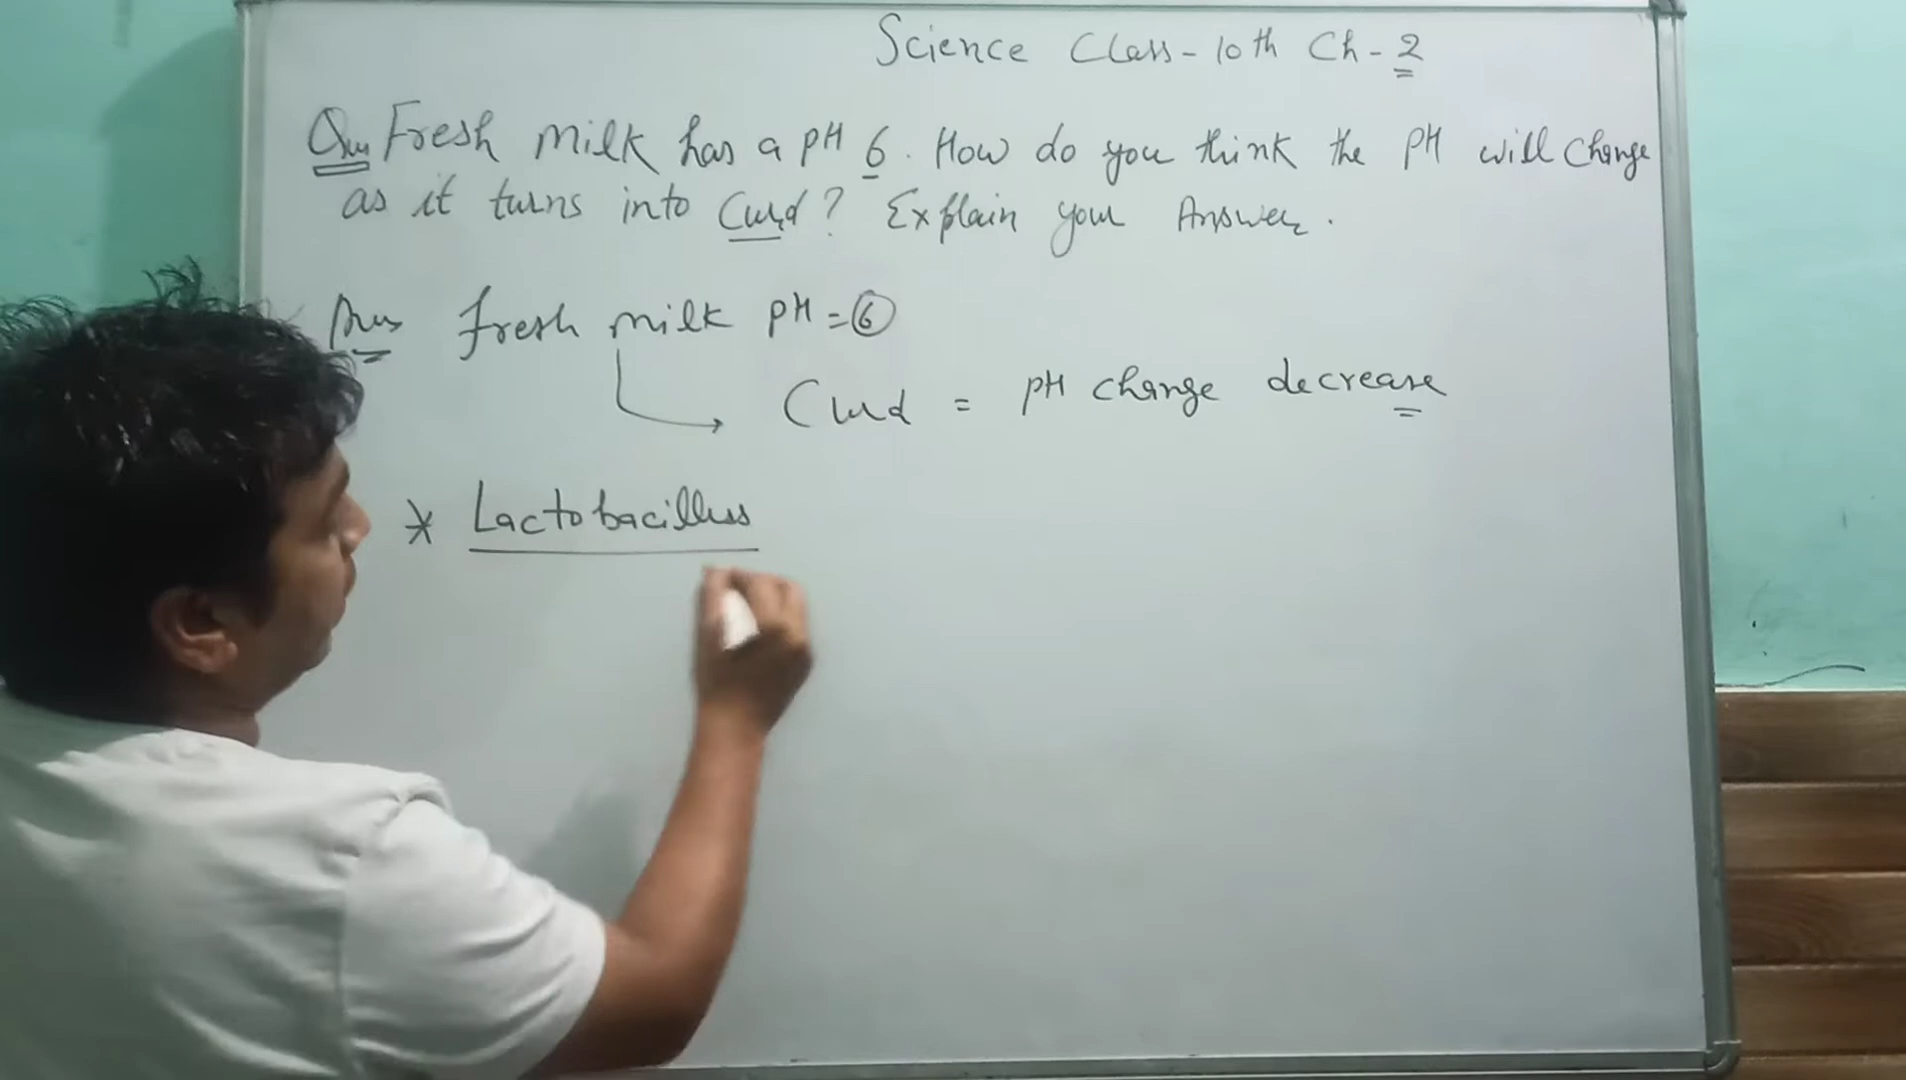 Science Class-10th Ch-2
Qus Fresh milk has a pH 6. How do you think the pH will change
as it turns into Curd? Explain your Answer.
Ans fresh milk pH=6
Curd = pH change decrease
* Lactobacillus